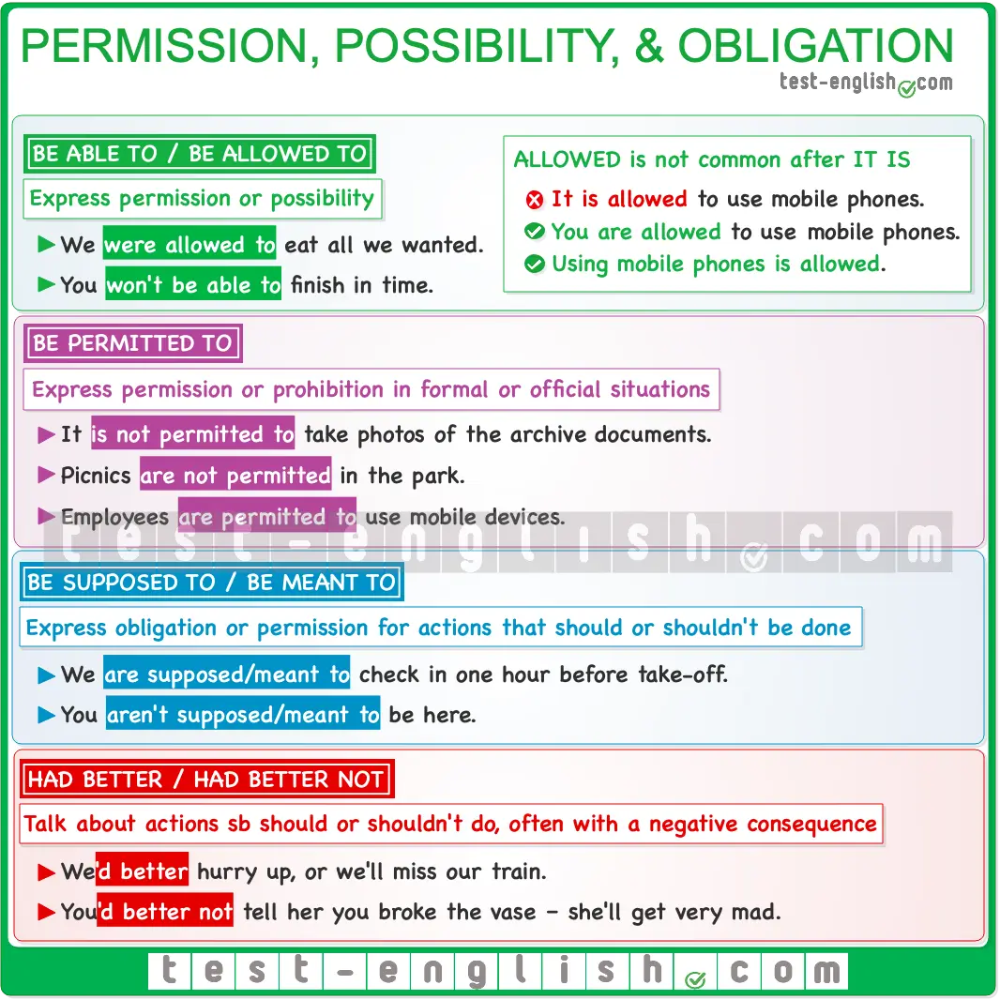 PERMISSION, POSSIBILITY, & OBLIGATION
test-english.com
BE ABLE TO / BE ALLOWED TO
Express permission or possibility
We were allowed to eat all we wanted.
You won't be able to finish in time.
ALLOWED is not common after IT IS
It is allowed to use mobile phones.
You are allowed to use mobile phones.
Using mobile phones is allowed.
BE PERMITTED TO
Express permission or prohibition in formal or official situations
It is not permitted to take photos of the archive documents.
Picnics are not permitted in the park.
Employees are permitted to use mobile devices.
test-english.com
BE SUPPOSED TO / BE MEANT TO
Express obligation or permission for actions that should or shouldn't be done
We are supposed/meant to check in one hour before take-off.
You aren't supposed/meant to be here.
HAD BETTER / HAD BETTER NOT
Talk about actions sb should or shouldn't do, often with a negative consequence
We'd better hurry up, or we'll miss our train.
You'd better not tell her you broke the vase – she'll get very mad.
test-english.com